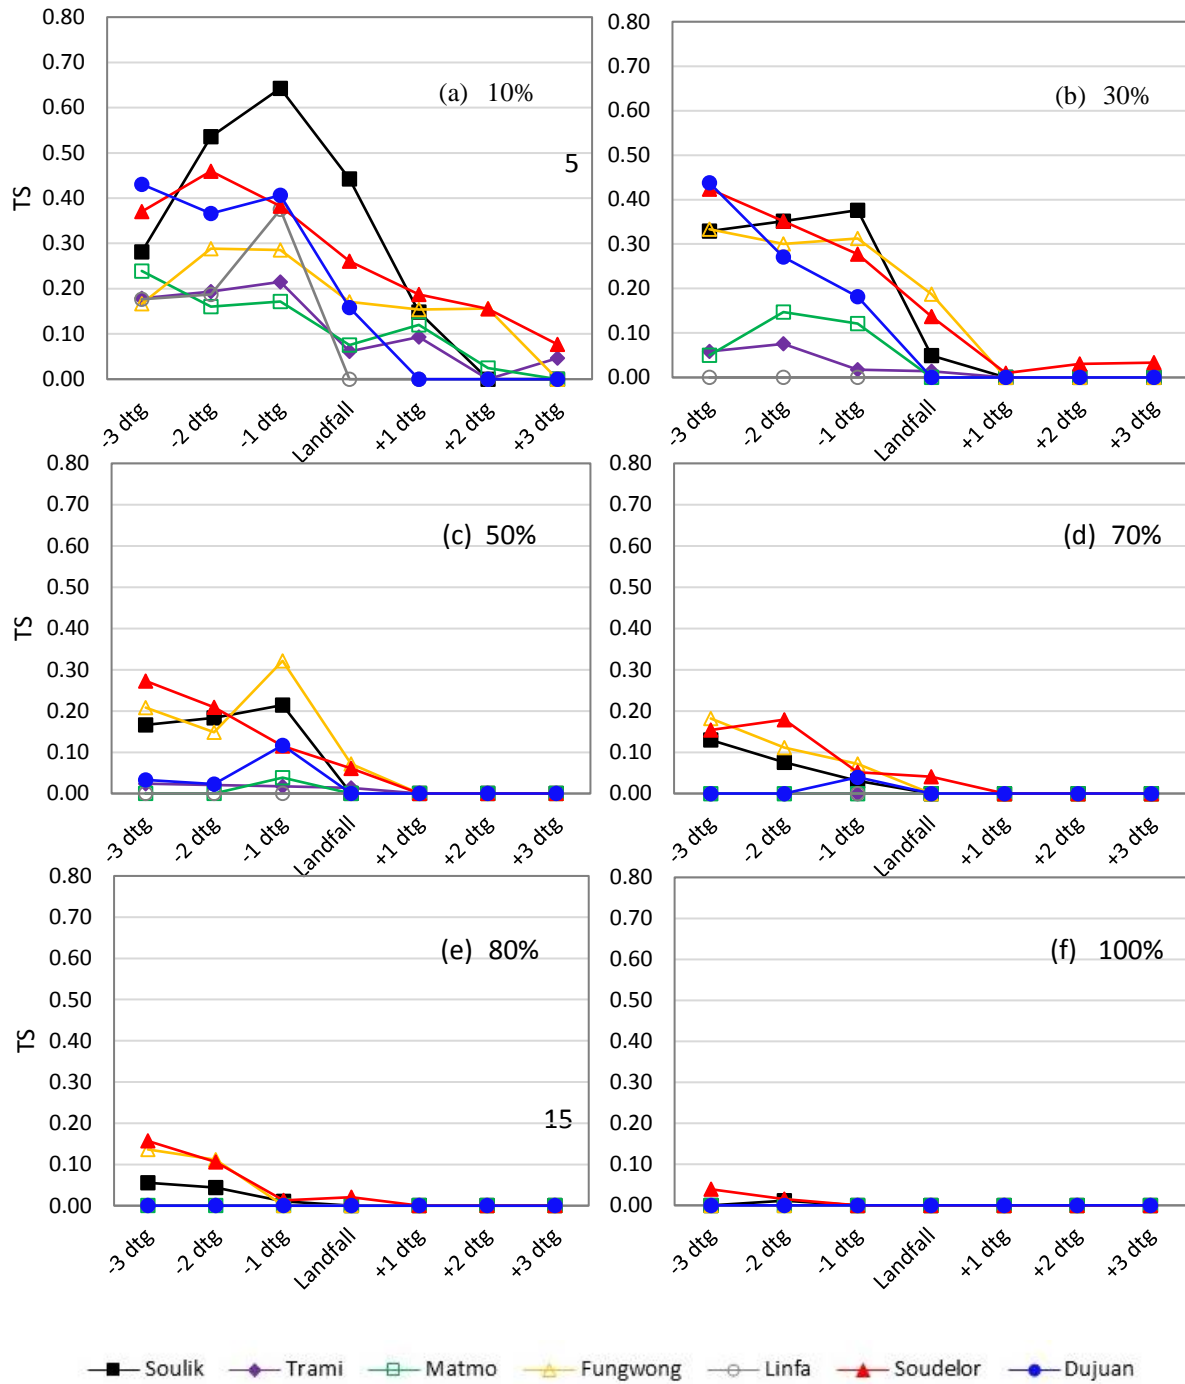 0.80
0.70
0.60
0.50
0.40
0.30
0.20
0.10
0.00
TS
(a) 10%
5
-3 dtg
-2 dtg
-1 dtg
Landfall
+1 dtg
+2 dtg
+3 dtg
0.80
0.70
0.60
0.50
0.40
0.30
0.20
0.10
0.00
(b) 30%
-3 dtg
-2 dtg
-1 dtg
Landfall
+1 dtg
+2 dtg
+3 dtg
0.80
0.70
0.60
0.50
0.40
0.30
0.20
0.10
0.00
TS
(c) 50%
-3 dtg
-2 dtg
-1 dtg
Landfall
+1 dtg
+2 dtg
+3 dtg
0.80
0.70
0.60
0.50
0.40
0.30
0.20
0.10
0.00
(d) 70%
-3 dtg
-2 dtg
-1 dtg
Landfall
+1 dtg
+2 dtg
+3 dtg
0.80
0.70
0.60
0.50
0.40
0.30
0.20
0.10
0.00
TS
(e) 80%
15
-3 dtg
-2 dtg
-1 dtg
Landfall
+1 dtg
+2 dtg
+3 dtg
0.80
0.70
0.60
0.50
0.40
0.30
0.20
0.10
0.00
(f) 100%
-3 dtg
-2 dtg
-1 dtg
Landfall
+1 dtg
+2 dtg
+3 dtg
Soulik Trami Matmo Fungwong Linfa Soudelor Dujuan